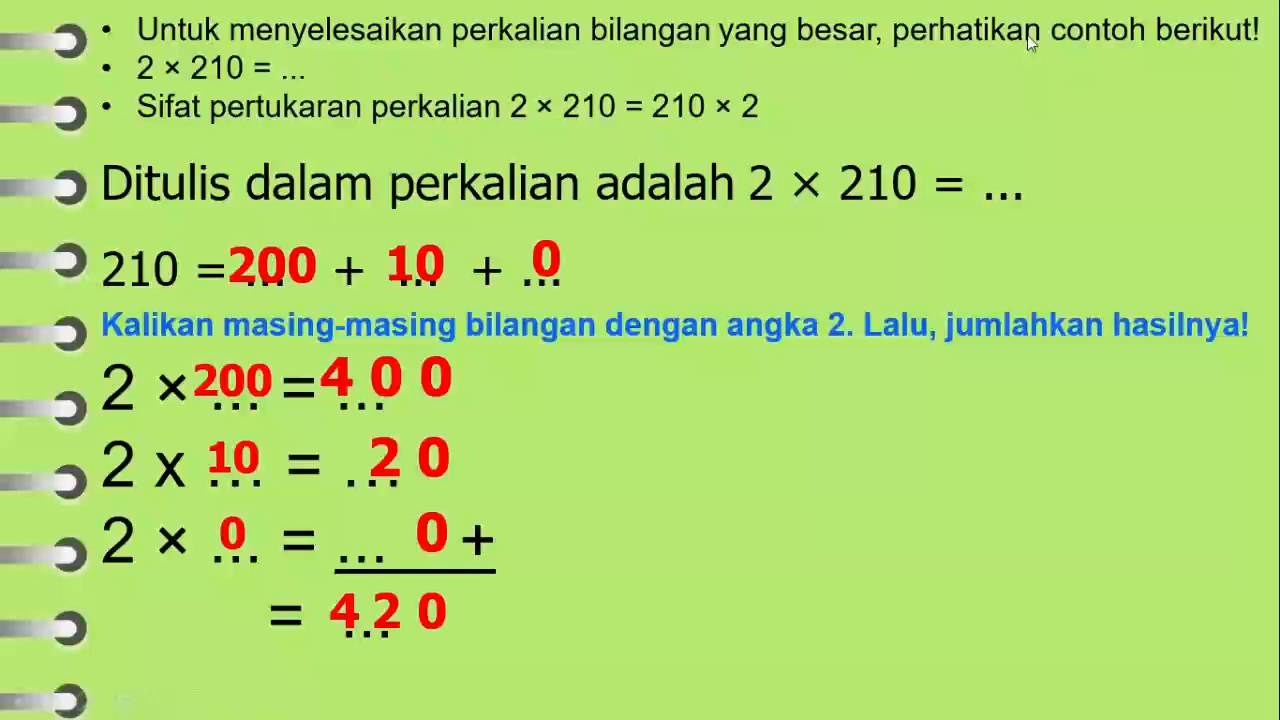 • Untuk menyelesaikan perkalian bilangan yang besar, perhatikan contoh berikut!
• 2 × 210 = ...
• Sifat pertukaran perkalian 2 × 210 = 210 × 2
Ditulis dalam perkalian adalah 2 × 210 = ...
210 = 200 + 10 + 0
Kalikan masing-masing bilangan dengan angka 2. Lalu, jumlahkan hasilnya!
2 × 200 = 4 0 0
2 x 10 = 2 0
2 × 0 = ... 0 +
= 4 2 0